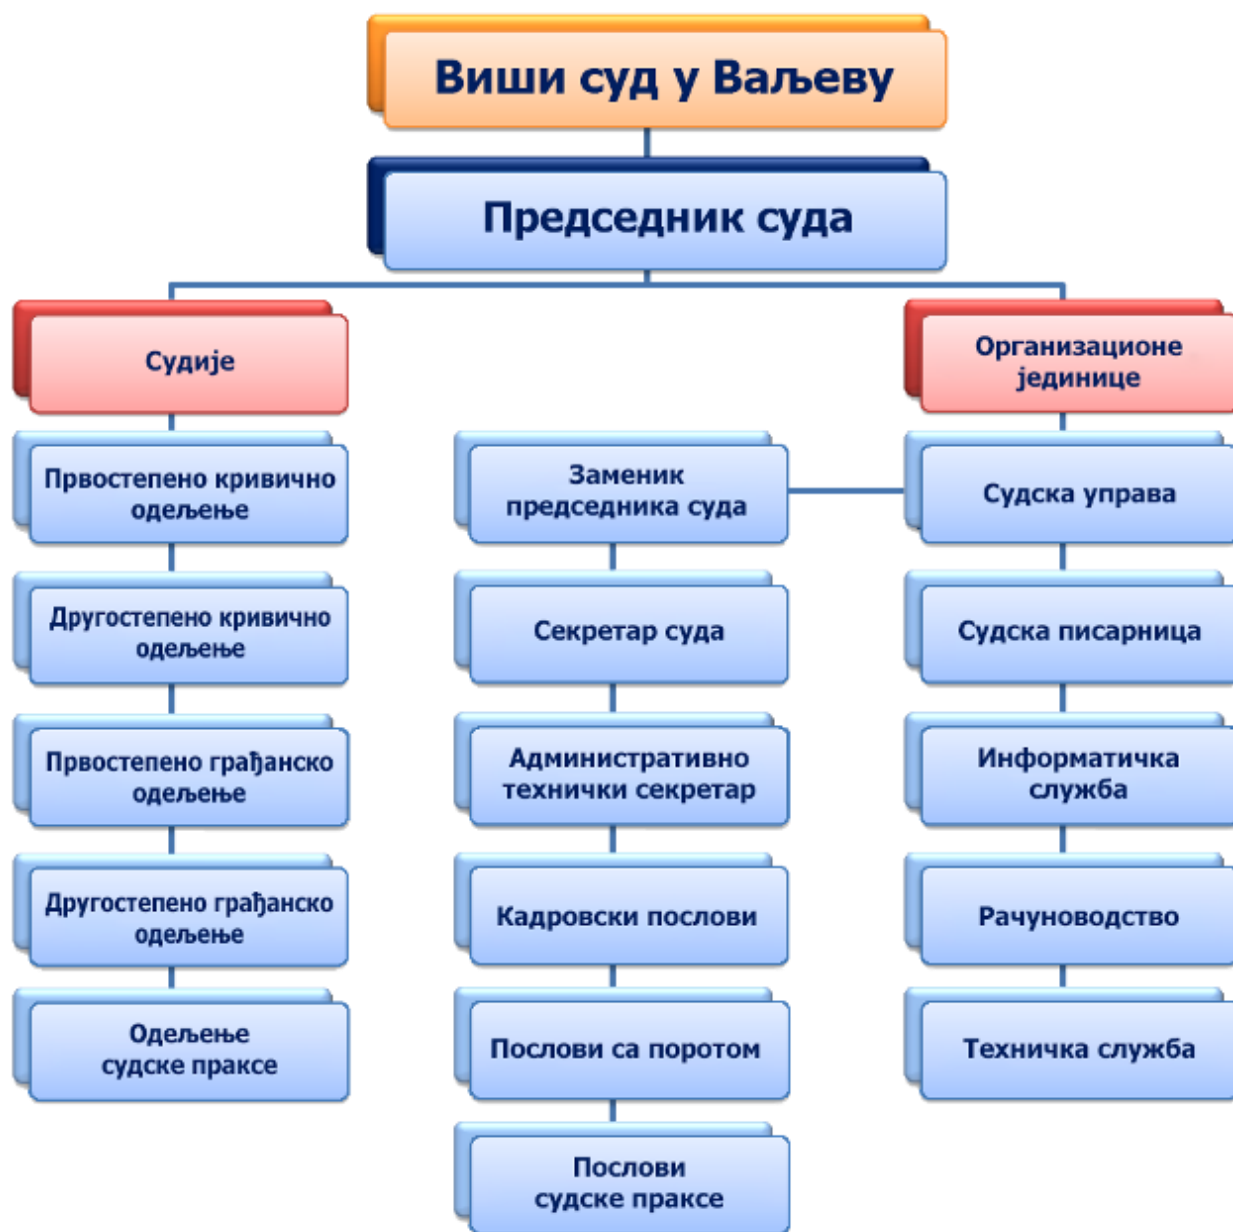 Виши суд у Ваљеву
Председник суда
Судије
Првостепено кривично
одељење
Другостепено кривично
одељење
Првостепено грађанско
одељење
Другостепено грађанско
одељење
Одељење
судске праксе
Заменик
председника суда
Секретар суда
Административно
технички секретар
Кадровски послови
Послови са поротом
Послови
судске праксе
Организационе
јединице
Судска управа
Судска писарница
Информатичка
служба
Рачуноводство
Техничка служба